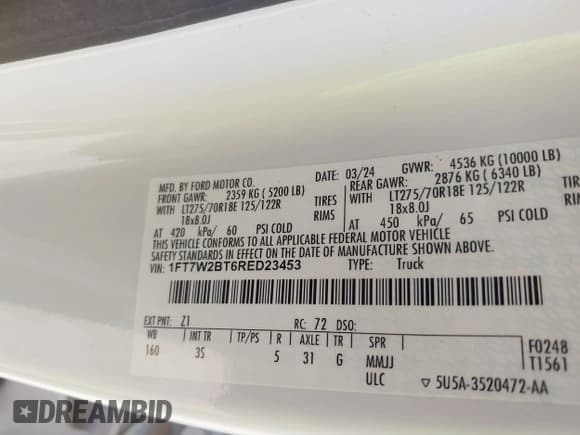 MFD. BY FORD MOTOR CO.
DATE: 03/24 GVWR: 4536 KG (10000 LB)
FRONT GAWR: 2359 KG ( 5200 LB) REAR GAWR: 2876 KG ( 6340 LB)
WITH LT275/70R18E 125/122R TIRES WITH LT275/70R18E 125/122R
18x8.0J RIMS 18x8.0J
AT 420 kPa/ 60 PSI COLD AT 450 kPa/ 65 PSI COLD
THIS VEHICLE CONFORMS TO ALL APPLICABLE FEDERAL MOTOR VEHICLE
SAFETY STANDARDS IN EFFECT ON THE DATE OF MANUFACTURE SHOWN ABOVE.
VIN: 1FT7W2BT6RED23453 TYPE: Truck
EXT PNT: Z1 RC: 72 DSO:
WB INT TR TP/PS R AXLE TR SPR F0248
160 3S 5 31 G MMJJ T1561
ULC ▽ 5U5A-3520472-AA
DREAMBID